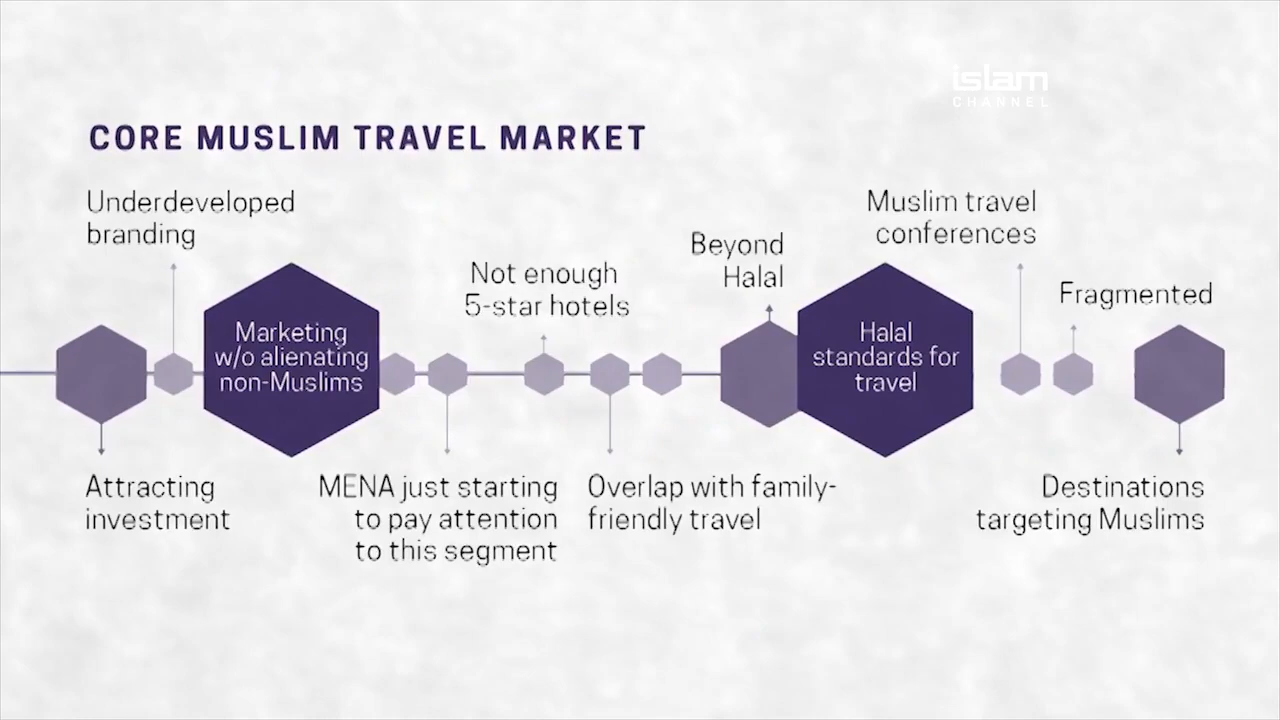 islam
CHANNEL
CORE MUSLIM TRAVEL MARKET
Underdeveloped
branding
Marketing
w/o alienating
non-Muslims
Not enough
5-star hotels
Beyond
Halal
Halal
standards for
travel
Muslim travel
conferences
Fragmented
Attracting
investment
MENA just starting
to pay attention
to this segment
Overlap with family-
friendly travel
Destinations
targeting Muslims